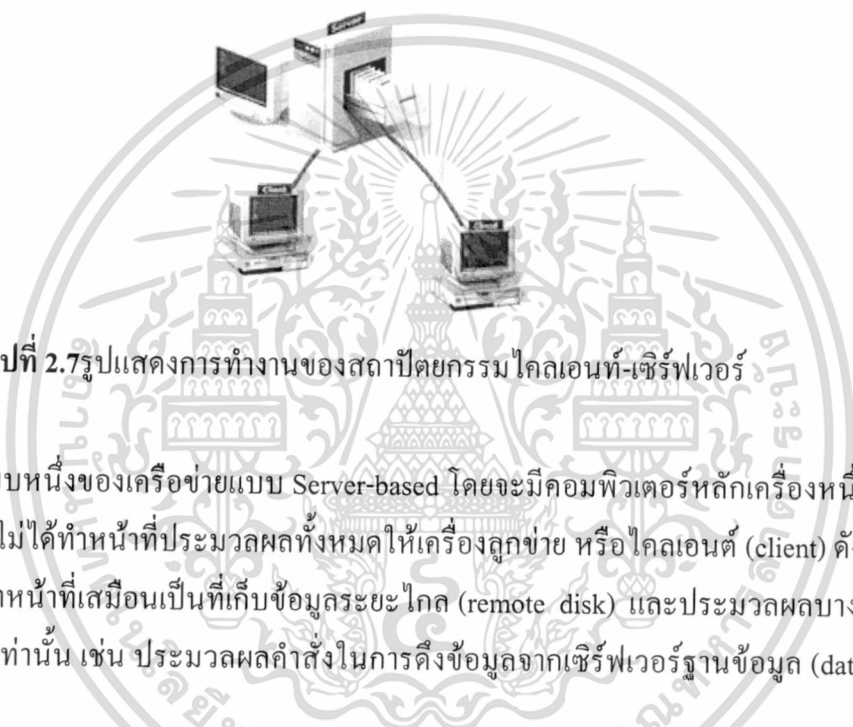 Server
Client
Client
ปที่ 2.7รูปแสดงการทำงานของสถาปัตยกรรมไคลเอนท์-เซิร์ฟเวอร์
บบหนึ่งของเครือข่ายแบบ Server-based โดยจะมีคอมพิวเตอร์หลักเครื่องหนึ่
ไม่ได้ทำหน้าที่ประมวลผลทั้งหมดให้เครื่องลูกข่าย หรือไคลเอนต์ (client) ดั
าหน้าที่เสมือนเป็นที่เก็บข้อมูลระยะไกล (remote disk) และประมวลผลบาง
ท่านั้น เช่น ประมวลผลคำสั่งในการดึงข้อมูลจากเซิร์ฟเวอร์ฐานข้อมูล (dat